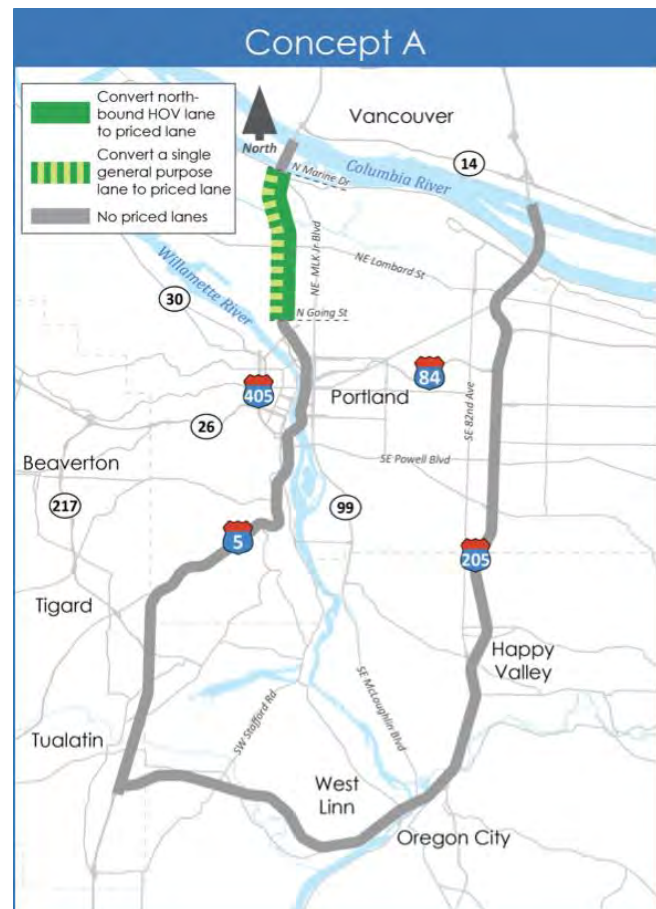 Concept A
Convert north-
bound HOV lane
to priced lane
Convert a single
general purpose
lane to priced lane
No priced lanes
North
Vancouver
14
Columbia River
N Marine Dr
NE MLK Jr Blvd
NE Lombard St
Willamette River
30
N Going St
84
405
Portland
SE 82nd Ave
26
SE Powell Blvd
Beaverton
217
99
5
205
Tigard
Happy
Valley
SE McLoughlin Blvd
SW Stafford Rd
Tualatin
West
Linn
Oregon City